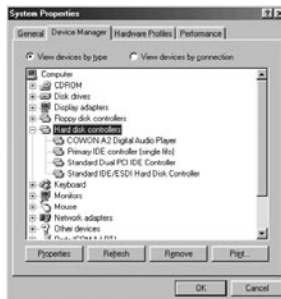 System Properties
General
Device Manager
Hardware Profiles
Performance
View devices by type
View devices by connection
Computer
CDROM
Disk drives
Display adapters
Floppy disk controllers
Hard disk controllers
COWON A2 Digital Audio Player
Primary IDE controller (single fifo)
Standard Dual PCI IDE Controller
Standard IDE/ESDI Hard Disk Controller
Keyboard
Monitors
Mouse
Network adapters
Other devices
Properties
Refresh
Remove
Print...
OK
Cancel